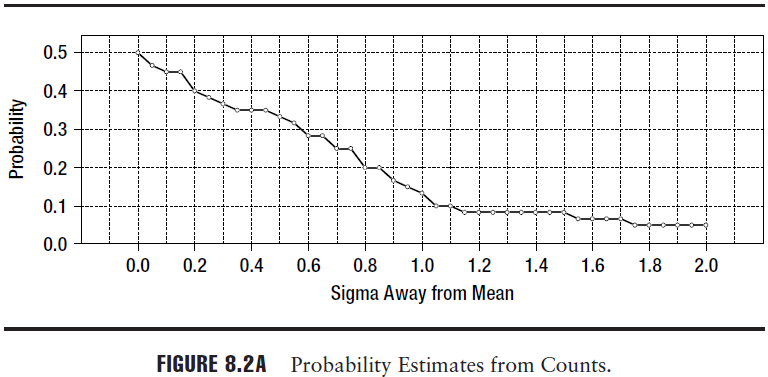 0.5
0.4
0.3
0.2
0.1
0.0
Probability
0.0 0.2 0.4 0.6 0.8 1.0 1.2 1.4 1.6 1.8 2.0
Sigma Away from Mean
FIGURE 8.2A Probability Estimates from Counts.